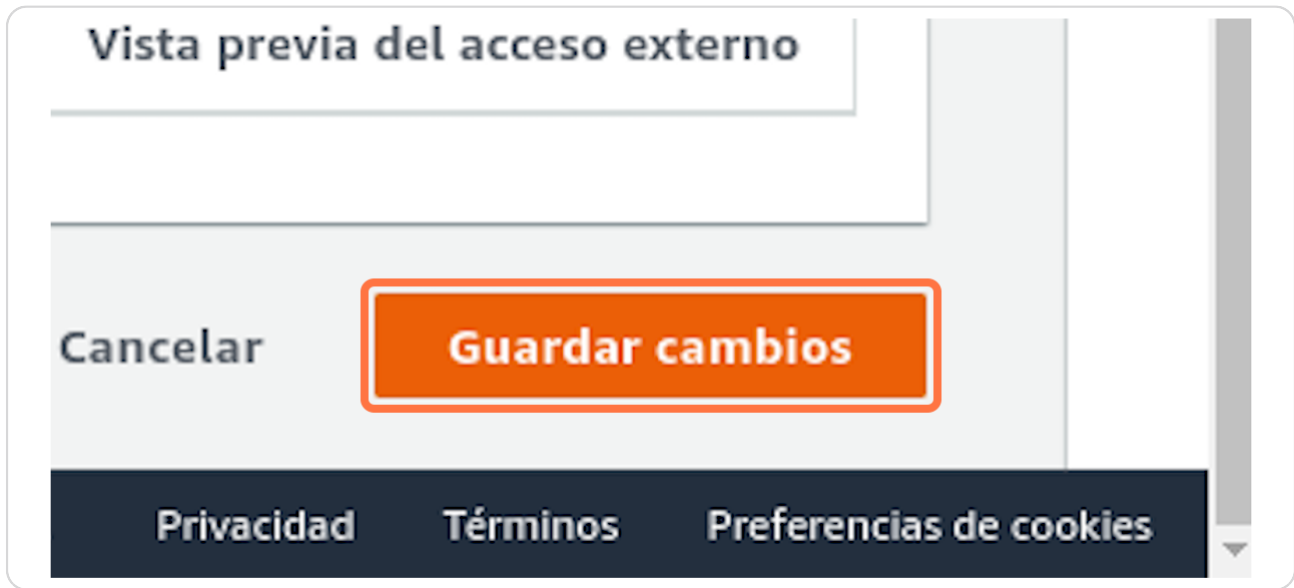 Vista previa del acceso externo
Cancelar Guardar cambios
Privacidad Términos Preferencias de cookies